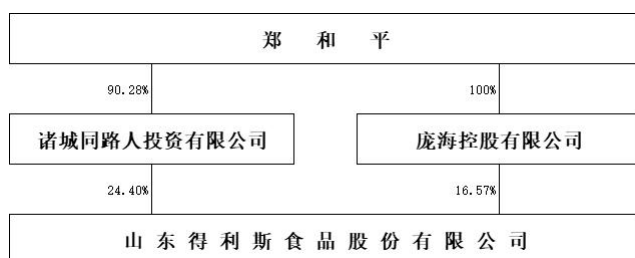 郑和平
90.28% 100%
诸城同路人投资有限公司 庞海控股有限公司
24.40% 16.57%
山东得利斯食品股份有限公司